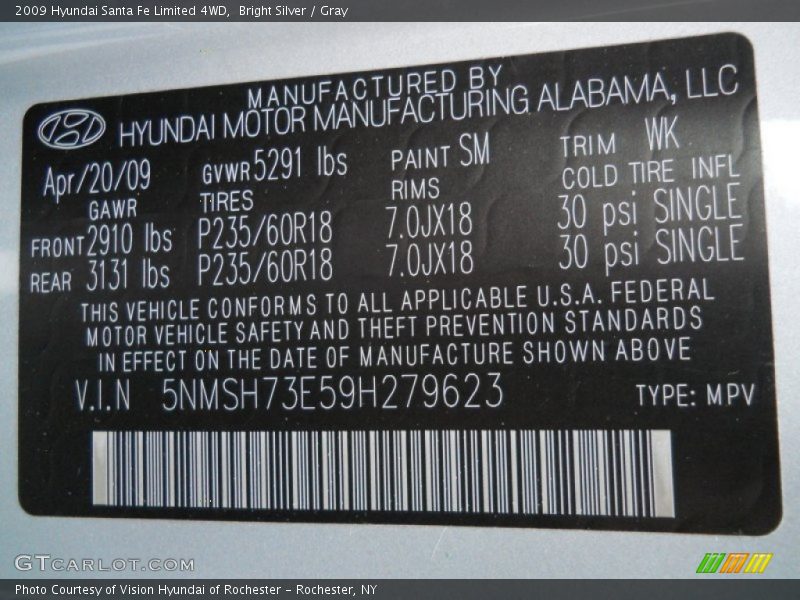 2009 Hyundai Santa Fe Limited 4WD, Bright Silver / Gray
MANUFACTURED BY
HYUNDAI MOTOR MANUFACTURING ALABAMA, LLC
Apr/20/09 GVWR 5291 lbs PAINT SM TRIM WK
GAWR TIRES RIMS COLD TIRE INFL
FRONT 2910 lbs P235/60R18 7.0JX18 30 psi SINGLE
REAR 3131 lbs P235/60R18 7.0JX18 30 psi SINGLE
THIS VEHICLE CONFORMS TO ALL APPLICABLE U.S.A. FEDERAL
MOTOR VEHICLE SAFETY AND THEFT PREVENTION STANDARDS
IN EFFECT ON THE DATE OF MANUFACTURE SHOWN ABOVE
V.I.N 5NMSH73E59H279623 TYPE: MPV
GTCARLOT.COM
Photo Courtesy of Vision Hyundai of Rochester - Rochester, NY